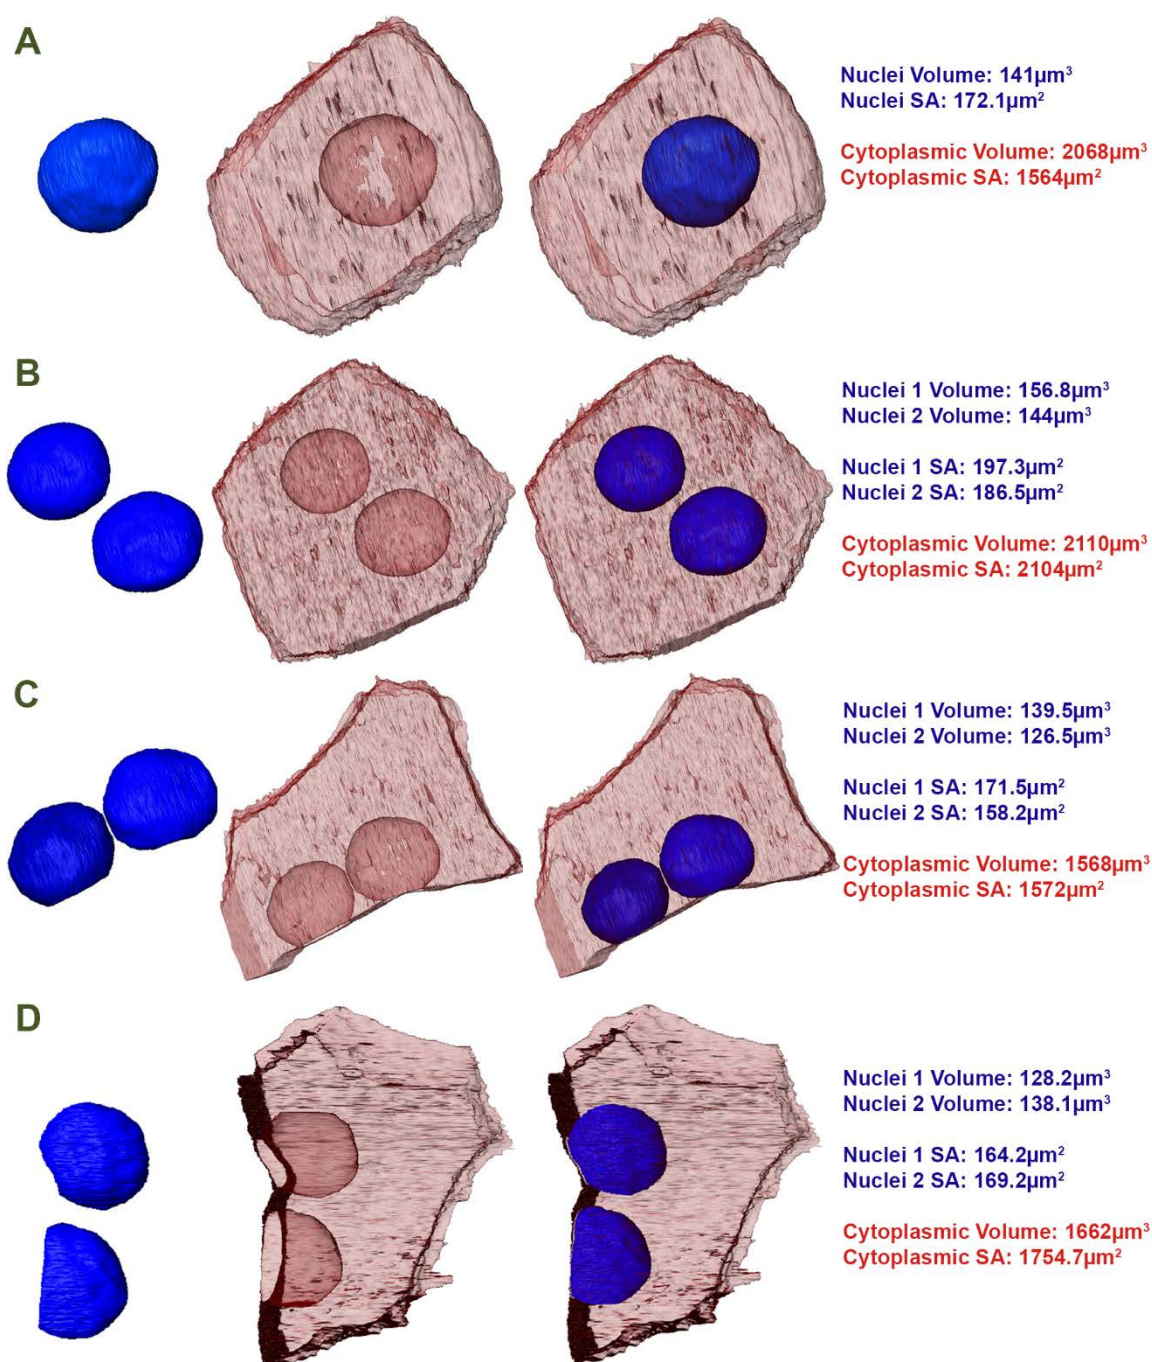 A
Nuclei Volume: 141µm³
Nuclei SA: 172.1µm²
Cytoplasmic Volume: 2068µm³
Cytoplasmic SA: 1564µm²
B
Nuclei 1 Volume: 156.8µm³
Nuclei 2 Volume: 144µm³
Nuclei 1 SA: 197.3µm²
Nuclei 2 SA: 186.5µm²
Cytoplasmic Volume: 2110µm³
Cytoplasmic SA: 2104µm²
C
Nuclei 1 Volume: 139.5µm³
Nuclei 2 Volume: 126.5µm³
Nuclei 1 SA: 171.5µm²
Nuclei 2 SA: 158.2µm²
Cytoplasmic Volume: 1568µm³
Cytoplasmic SA: 1572µm²
D
Nuclei 1 Volume: 128.2µm³
Nuclei 2 Volume: 138.1µm³
Nuclei 1 SA: 164.2µm²
Nuclei 2 SA: 169.2µm²
Cytoplasmic Volume: 1662µm³
Cytoplasmic SA: 1754.7µm²